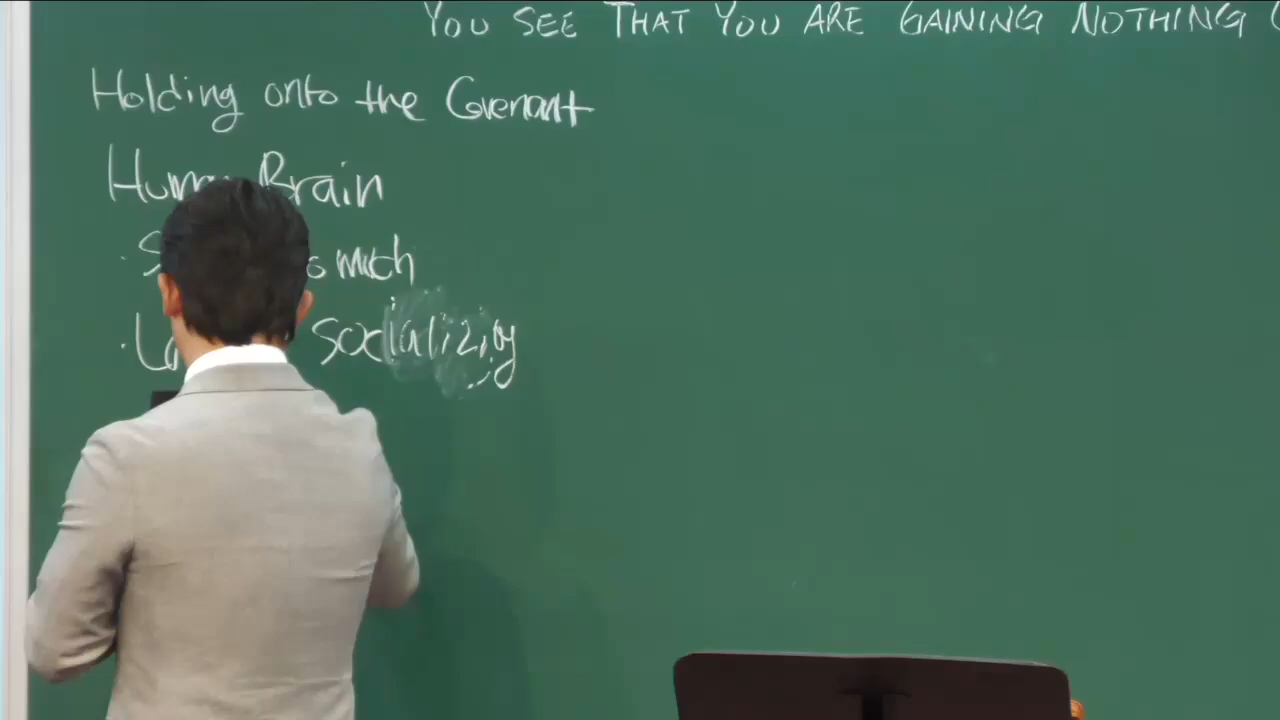 YOU SEE THAT YOU ARE GAINING NOTHING
Holding onto the Covenant
Brain
much
socializing